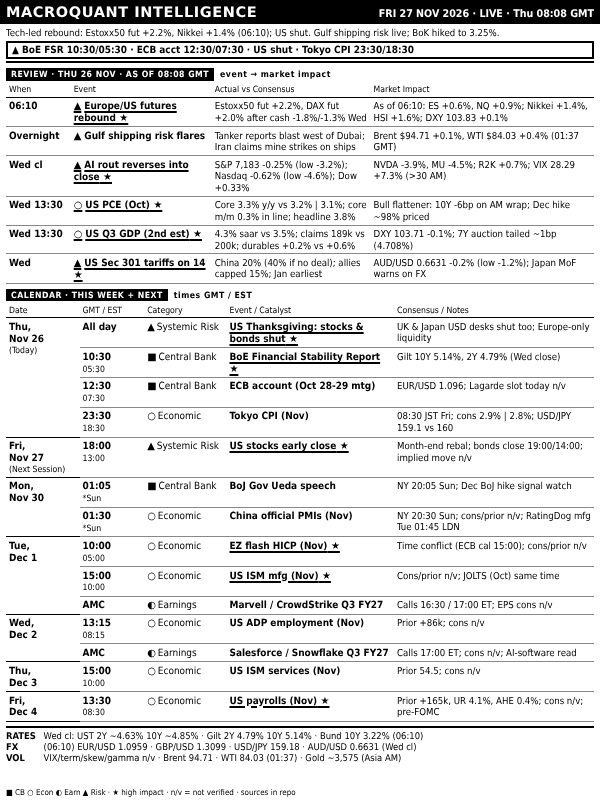 MACROQUANT INTELLIGENCE FRI 27 NOV 2026 · LIVE · Thu 08:08 GMT
Tech-led rebound: Estoxx50 fut +2.2%, Nikkei +1.4% (06:10); US shut. Gulf shipping risk live; BoK hiked to 3.25%.
▲ BoE FSR 10:30/05:30 · ECB acct 12:30/07:30 · US shut · Tokyo CPI 23:30/18:30
REVIEW · THU 26 NOV · AS OF 08:08 GMT event → market impact
When Event Actual vs Consensus Market Impact
06:10 ▲ Europe/US futures Estoxx50 fut +2.2%, DAX fut As of 06:10: ES +0.6%, NQ +0.9%; Nikkei +1.4%,
rebound ★ +2.0% after cash -1.8%/-1.3% Wed HSI +1.6%; DXY 103.83 +0.1%
Overnight ▲ Gulf shipping risk flares Tanker reports blast west of Dubai; Brent $94.71 +0.1%, WTI $84.03 +0.4% (01:37
Iran claims mine strikes on ships GMT)
Wed cl ▲ AI rout reverses into S&P 7,183 -0.25% (low -3.2%); NVDA -3.9%, MU -4.5%; R2K +0.7%; VIX 28.29
close ★ Nasdaq -0.62% (low -4.6%); Dow +7.3% (>30 AM)
+0.33%
Wed 13:30 ○ US PCE (Oct) ★ Core 3.3% y/y vs 3.2% | 3.1%; core Bull flattener: 10Y -6bp on AM wrap; Dec hike
m/m 0.3% in line; headline 3.8% ~98% priced
Wed 13:30 ○ US Q3 GDP (2nd est) ★ 4.3% saar vs 3.5%; claims 189k vs DXY 103.71 -0.1%; 7Y auction tailed ~1bp
200k; durables +0.2% vs +0.6% (4.708%)
Wed ▲ US Sec 301 tariffs on 14 China 20% (40% if no deal); allies AUD/USD 0.6631 -0.2% (low -1.2%); Japan MoF
★ capped 15%; Jan earliest warns on FX
CALENDAR · THIS WEEK + NEXT times GMT / EST
Date GMT / EST Category Event / Catalyst Consensus / Notes
Thu, All day ▲ Systemic Risk US Thanksgiving: stocks & UK & Japan USD desks shut too; Europe-only
Nov 26 bonds shut ★ liquidity
(Today)
10:30 ■ Central Bank BoE Financial Stability Report Gilt 10Y 5.14%, 2Y 4.79% (Wed close)
05:30 ★
12:30 ■ Central Bank ECB account (Oct 28-29 mtg) EUR/USD 1.096; Lagarde slot today n/v
07:30
23:30 ○ Economic Tokyo CPI (Nov) 08:30 JST Fri; cons 2.9% | 2.8%; USD/JPY
18:30 159.1 vs 160
Fri, 18:00 ▲ Systemic Risk US stocks early close ★ Month-end rebal; bonds close 19:00/14:00;
Nov 27 13:00 implied move n/v
(Next Session)
Mon, 01:05 ■ Central Bank BoJ Gov Ueda speech NY 20:05 Sun; Dec BoJ hike signal watch
Nov 30 *Sun
01:30 ○ Economic China official PMIs (Nov) NY 20:30 Sun; cons/prior n/v; RatingDog mfg
*Sun Tue 01:45 LDN
Tue, 10:00 ○ Economic EZ flash HICP (Nov) ★ Time conflict (ECB cal 15:00); cons/prior n/v
Dec 1 05:00
15:00 ○ Economic US ISM mfg (Nov) ★ Cons/prior n/v; JOLTS (Oct) same time
10:00
AMC ◐ Earnings Marvell / CrowdStrike Q3 FY27 Calls 16:30 / 17:00 ET; EPS cons n/v
Wed, 13:15 ○ Economic US ADP employment (Nov) Prior +86k; cons n/v
Dec 2 08:15
AMC ◐ Earnings Salesforce / Snowflake Q3 FY27 Calls 17:00 ET; cons n/v; AI-software read
Thu, 15:00 ○ Economic US ISM services (Nov) Prior 54.5; cons n/v
Dec 3 10:00
Fri, 13:30 ○ Economic US payrolls (Nov) ★ Prior +165k, UR 4.1%, AHE 0.4%; cons n/v;
Dec 4 08:30 pre-FOMC
RATES Wed cl: UST 2Y ~4.63% 10Y ~4.85% · Gilt 2Y 4.79% 10Y 5.14% · Bund 10Y 3.22% (06:10)
FX (06:10) EUR/USD 1.0959 · GBP/USD 1.3099 · USD/JPY 159.18 · AUD/USD 0.6631 (Wed cl)
VOL VIX/term/skew/gamma n/v · Brent 94.71 · WTI 84.03 (01:37) · Gold ~3,575 (Asia AM)
■ CB ○ Econ ◐ Earn ▲ Risk · ★ high impact · n/v = not verified · sources in repo